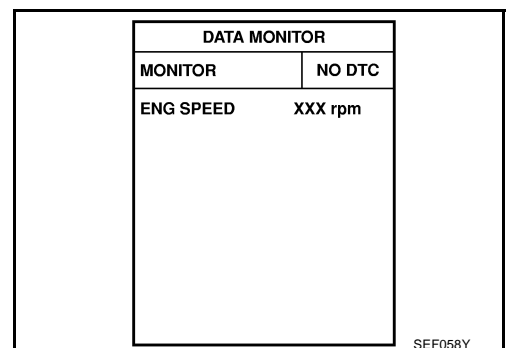 DATA MONITOR
MONITOR NO DTC
ENG SPEED XXX rpm
SEF058Y